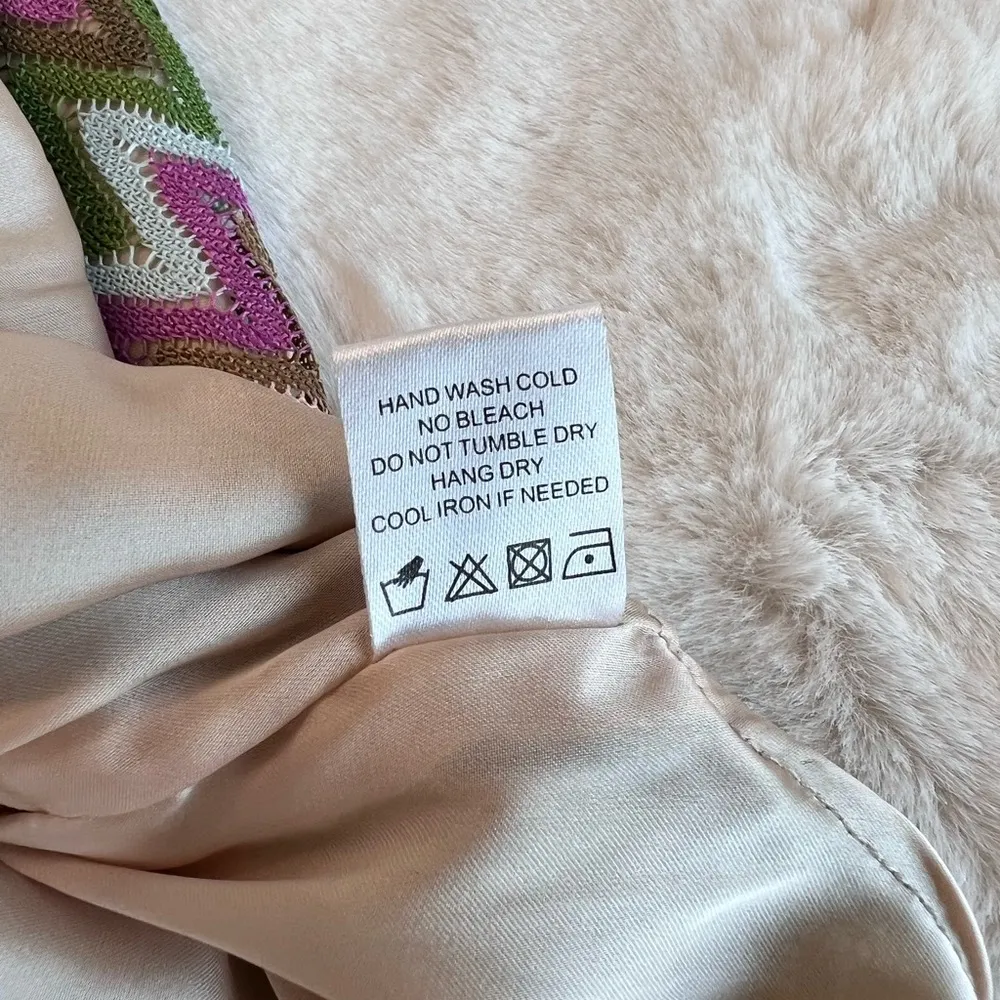 HAND WASH COLD
NO BLEACH
DO NOT TUMBLE DRY
HANG DRY
COOL IRON IF NEEDED